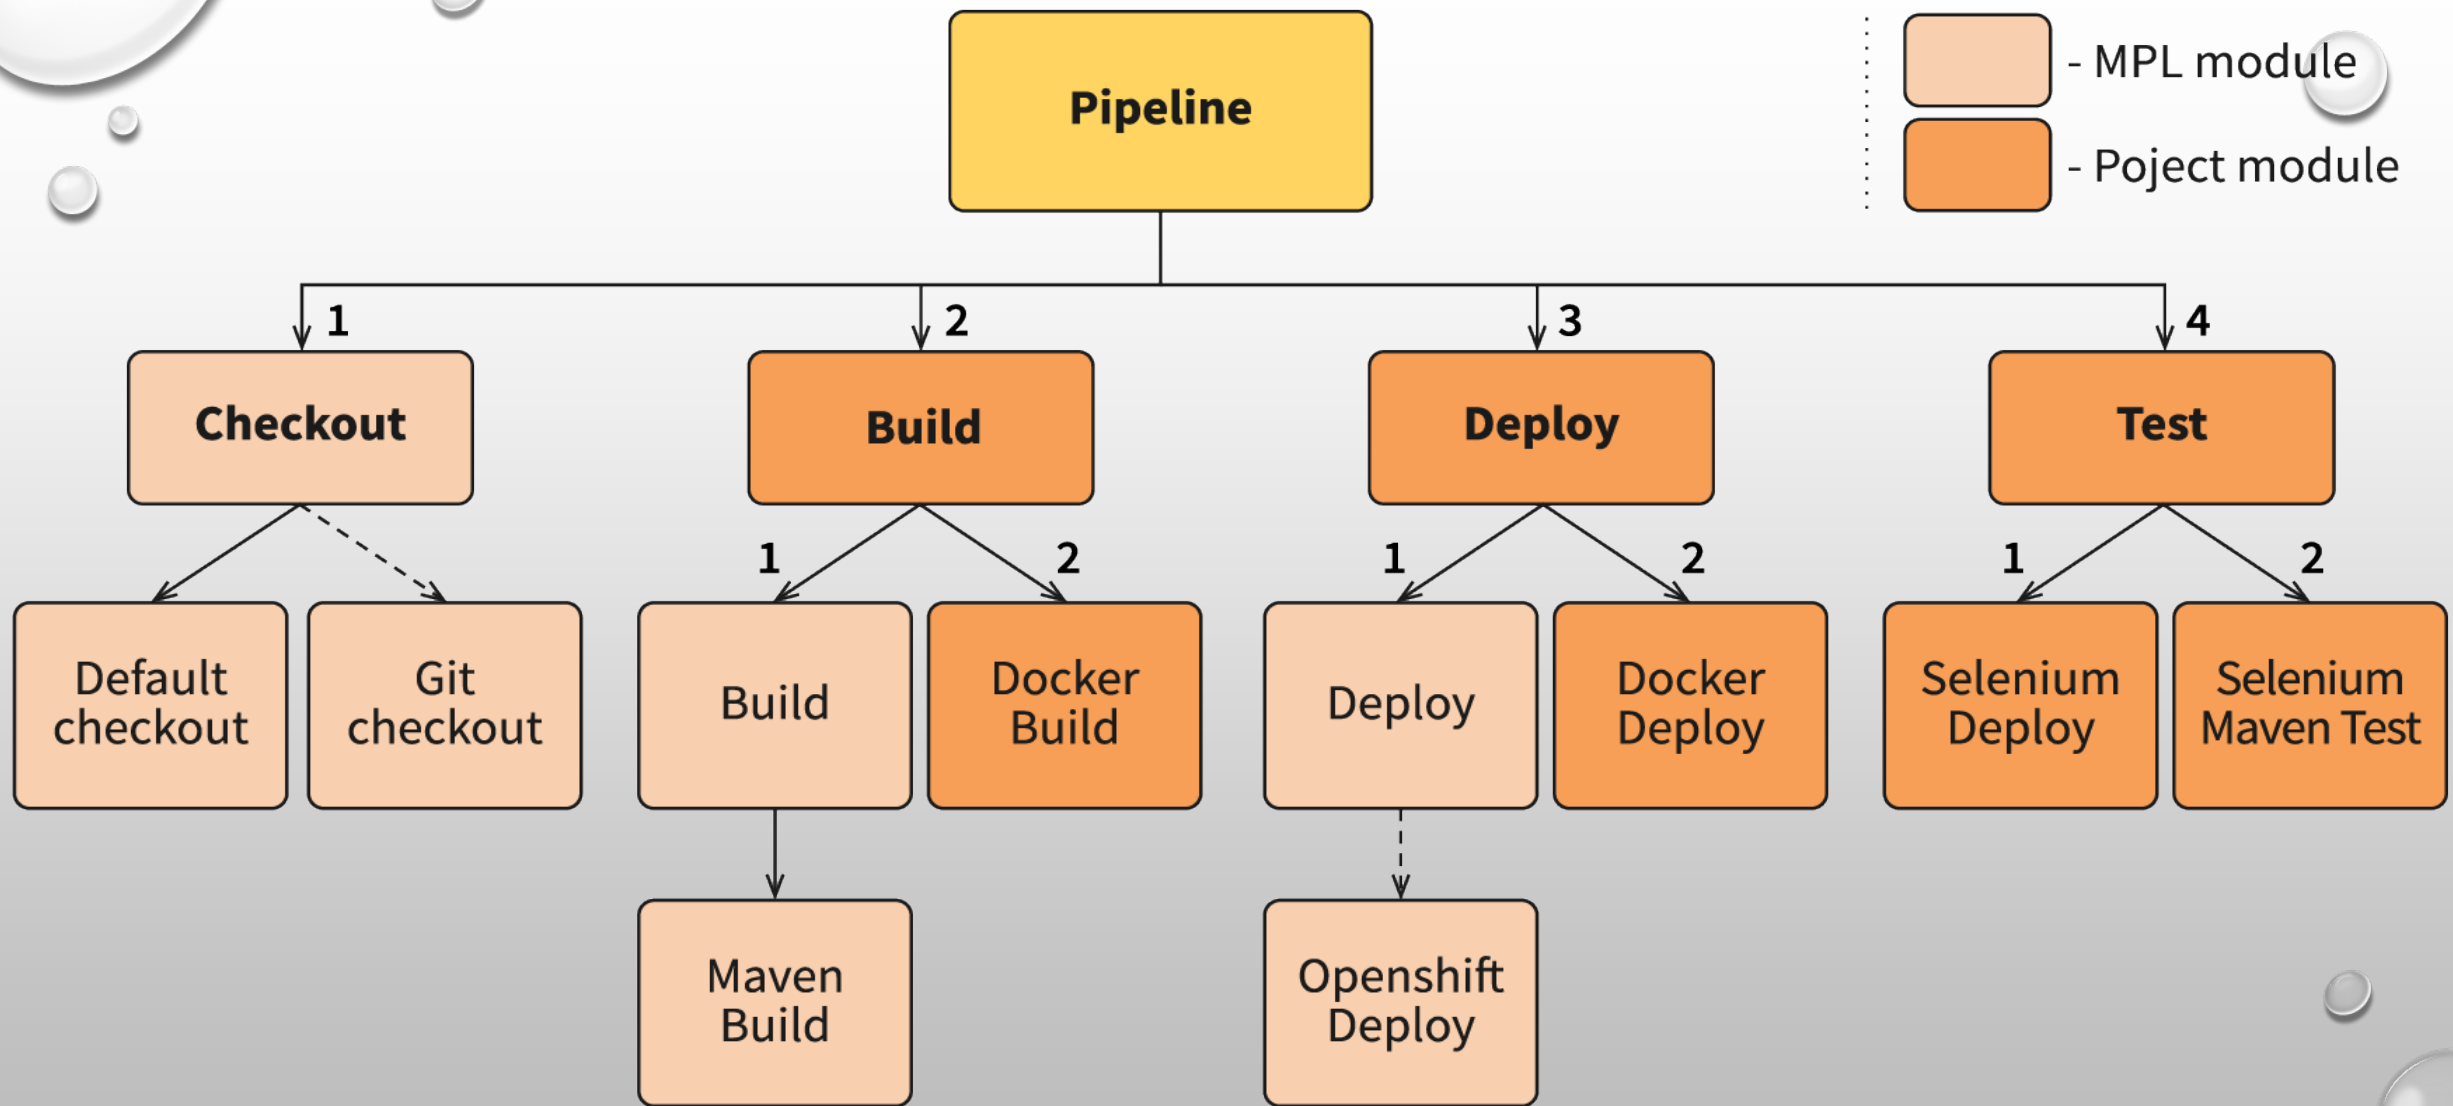 Pipeline
- MPL module
- Poject module
1
2
3
4
Checkout
Build
Deploy
Test
1
2
1
2
1
2
Default
checkout
Git
checkout
Build
Docker
Build
Deploy
Docker
Deploy
Selenium
Deploy
Selenium
Maven Test
Maven
Build
Openshift
Deploy